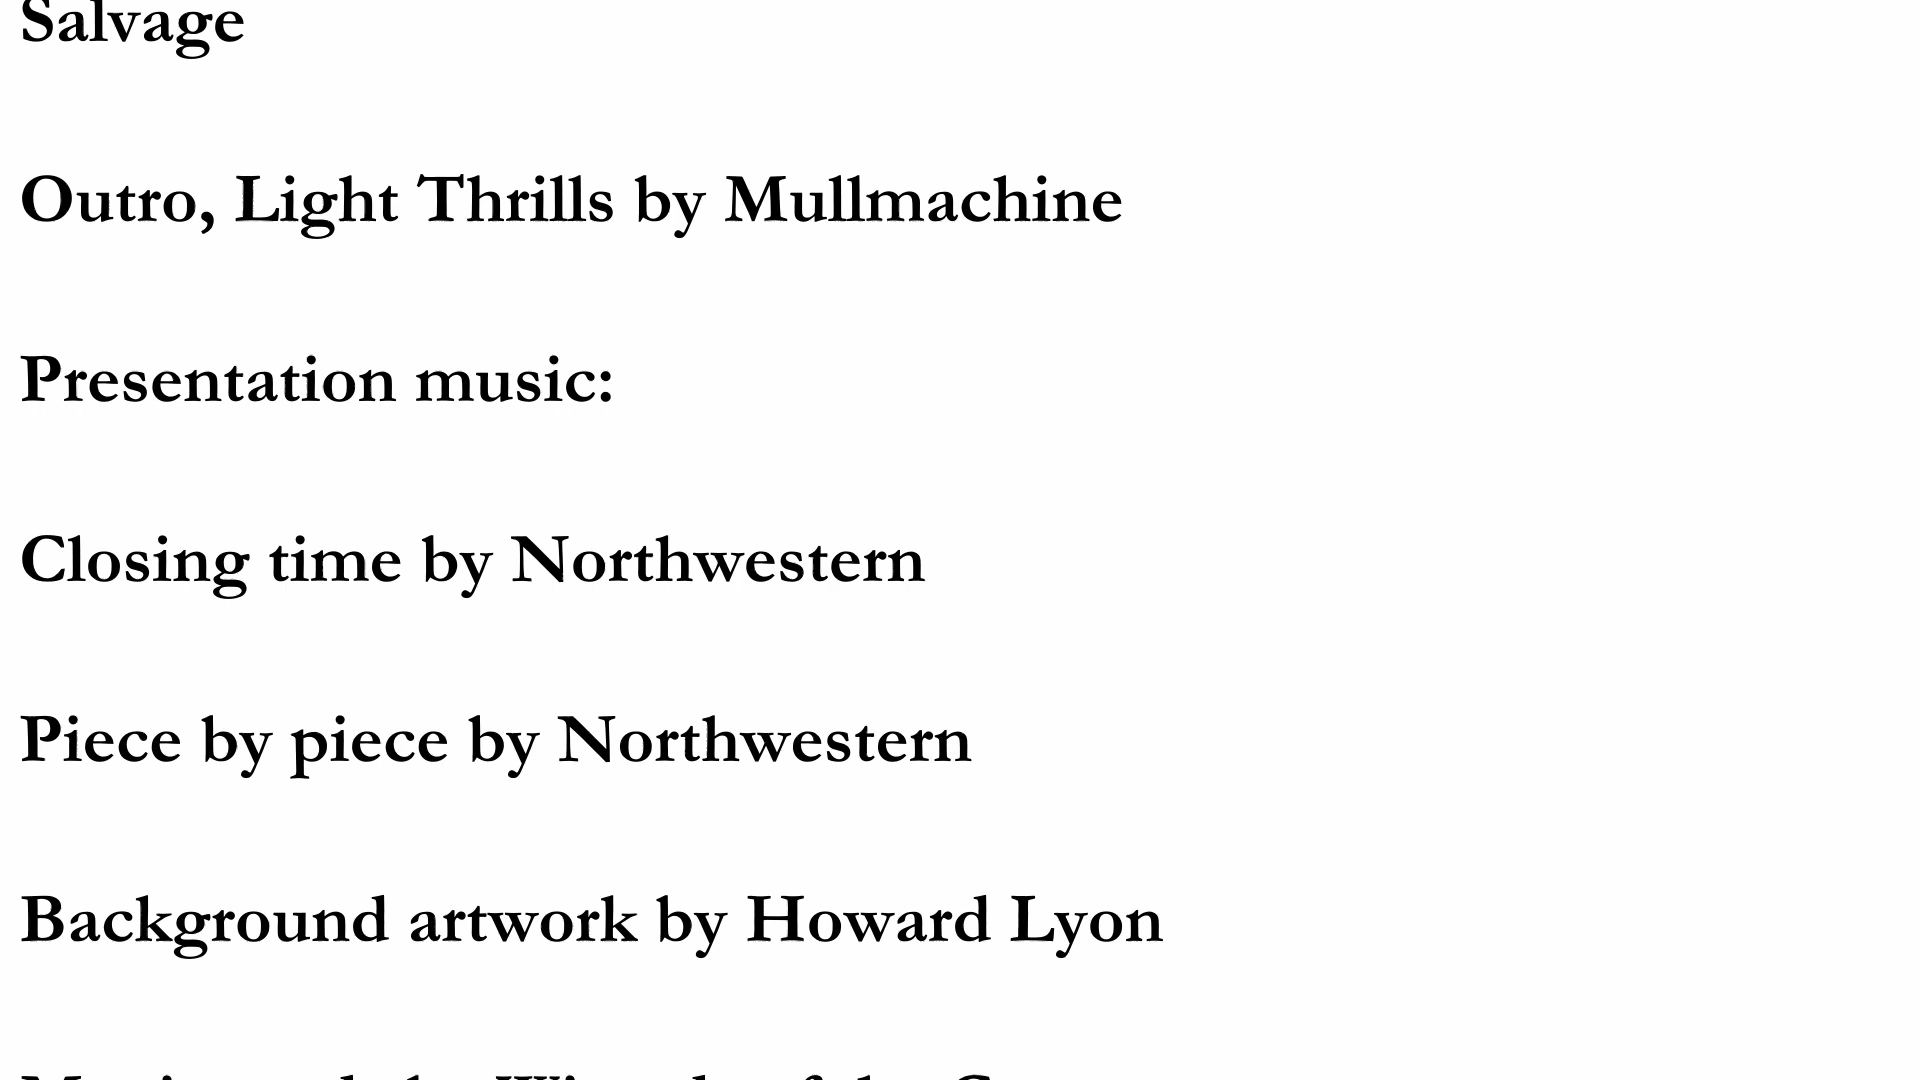 Salvage
Outro, Light Thrills by Mullmachine
Presentation music:
Closing time by Northwestern
Piece by piece by Northwestern
Background artwork by Howard Lyon